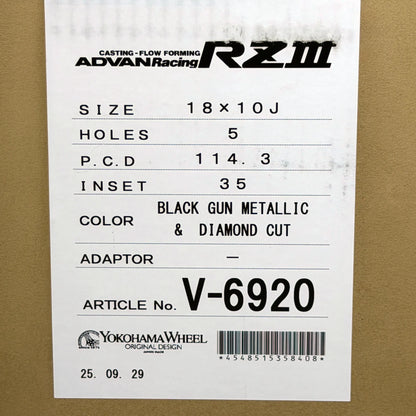 CASTING - FLOW FORMING
ADVAN Racing RZIII
SIZE 18×10J
HOLES 5
P.C.D 114.3
INSET 35
COLOR BLACK GUN METALLIC
& DIAMOND CUT
ADAPTOR —
ARTICLE No. V-6920
YOKOHAMA WHEEL
ORIGINAL DESIGN
*4548515358408*
25. 09. 29